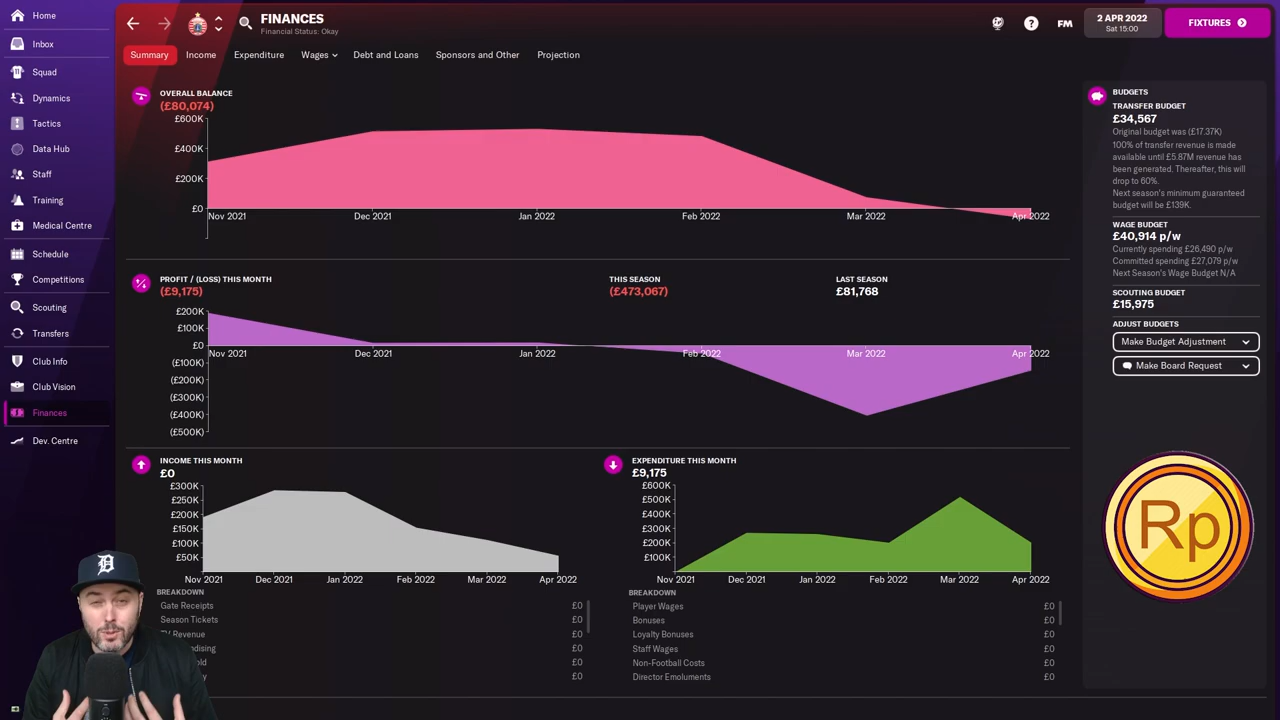 Home
Inbox
Squad
Dynamics
Tactics
Data Hub
Staff
Training
Medical Centre
Schedule
Competitions
Scouting
Transfers
Club Info
Club Vision
Finances
Dev. Centre
FINANCES
Financial Status: Okay
FM
2 APR 2022
Sat 15:00
FIXTURES
Summary
Income
Expenditure
Wages
Debt and Loans
Sponsors and Other
Projection
OVERALL BALANCE
(£80,074)
£600K
£400K
£200K
£0
Nov 2021
Dec 2021
Jan 2022
Feb 2022
Mar 2022
Apr 2022
PROFIT / (LOSS) THIS MONTH
(£9,175)
THIS SEASON
(£473,067)
LAST SEASON
£81,768
£200K
£100K
£0
(£100K)
(£200K)
(£300K)
(£400K)
(£500K)
Nov 2021
Dec 2021
Jan 2022
Feb 2022
Mar 2022
Apr 2022
INCOME THIS MONTH
£0
£300K
£250K
£200K
£150K
£100K
£50K
Nov 2021
Dec 2021
Jan 2022
Feb 2022
Mar 2022
Apr 2022
BREAKDOWN
Gate Receipts £0
Season Tickets £0
TV Revenue £0
£0
£0
£0
EXPENDITURE THIS MONTH
£9,175
£600K
£500K
£400K
£300K
£200K
£100K
Nov 2021
Dec 2021
Jan 2022
Feb 2022
Mar 2022
Apr 2022
BREAKDOWN
Player Wages £0
Bonuses £0
Loyalty Bonuses £0
Staff Wages £0
Non-Football Costs £0
Director Emoluments £0
BUDGETS
TRANSFER BUDGET
£34,567
Original budget was (£17.37K)
100% of transfer revenue is made
available until £5.87M revenue has
been generated. Thereafter, this will
drop to 60%.
Next season's minimum guaranteed
budget will be £139K.
WAGE BUDGET
£40,914 p/w
Currently spending £26,490 p/w
Committed spending £27,079 p/w
Next Season's Wage Budget N/A
SCOUTING BUDGET
£15,975
ADJUST BUDGETS
Make Budget Adjustment
Make Board Request
Rp
D